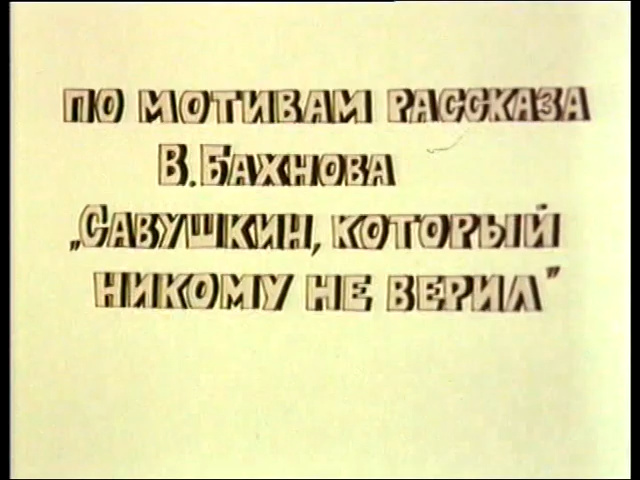 ПО МОТИВАМ РАССКАЗА
В. БАХНОВА
„САВУШКИН, КОТОРЫЙ
НИКОМУ НЕ ВЕРИЛ”